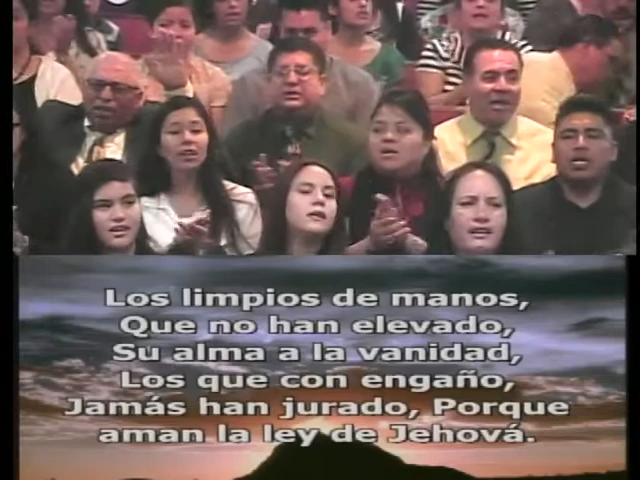 Los limpios de manos,
Que no han elevado,
Su alma a la vanidad,
Los que con engaño,
Jamás han jurado, Porque
aman la ley de Jehová.